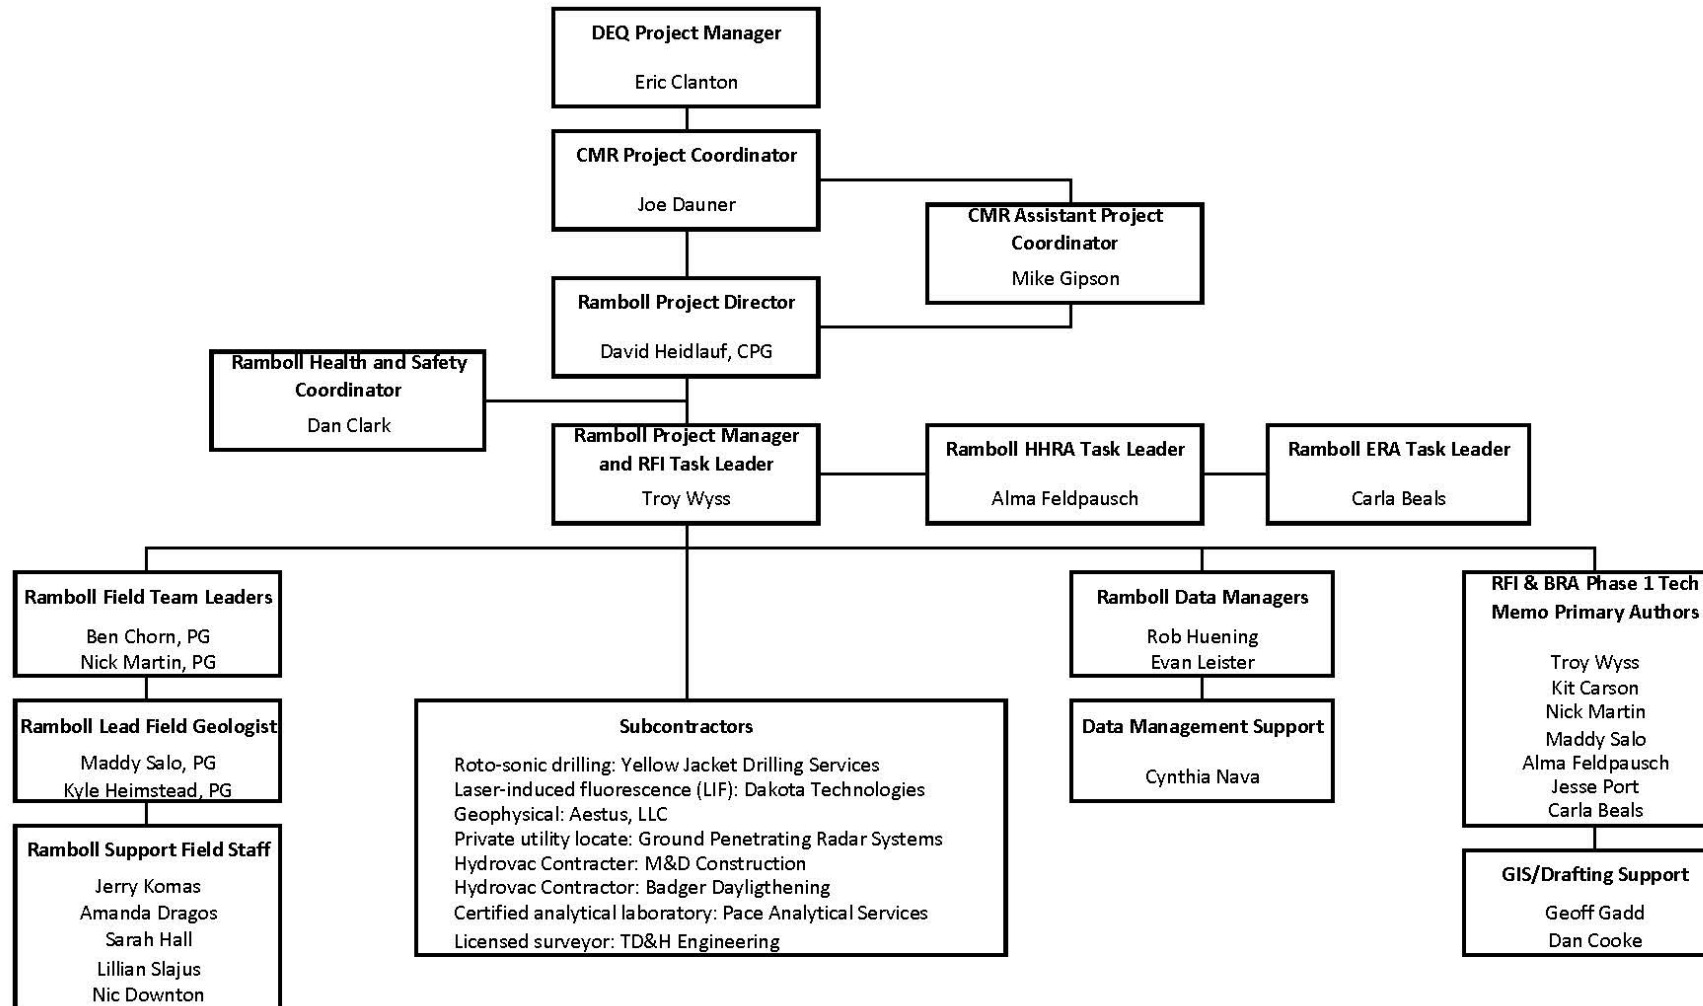 DEQ Project Manager
Eric Clanton
CMR Project Coordinator
Joe Dauner
CMR Assistant Project
Coordinator
Mike Gipson
Ramboll Project Director
David Heidlauf, CPG
Ramboll Health and Safety
Coordinator
Dan Clark
Ramboll Project Manager
and RFI Task Leader
Troy Wyss
Ramboll HHRA Task Leader
Alma Feldpausch
Ramboll ERA Task Leader
Carla Beals
Ramboll Field Team Leaders
Ben Chorn, PG
Nick Martin, PG
Ramboll Lead Field Geologist
Maddy Salo, PG
Kyle Heimstead, PG
Ramboll Support Field Staff
Jerry Komas
Amanda Dragos
Sarah Hall
Lillian Slajus
Nic Downton
Subcontractors
Roto-sonic drilling: Yellow Jacket Drilling Services
Laser-induced fluorescence (LIF): Dakota Technologies
Geophysical: Aestus, LLC
Private utility locate: Ground Penetrating Radar Systems
Hydrovac Contracter: M&D Construction
Hydrovac Contractor: Badger Dayligthening
Certified analytical laboratory: Pace Analytical Services
Licensed surveyor: TD&H Engineering
Ramboll Data Managers
Rob Huening
Evan Leister
Data Management Support
Cynthia Nava
RFI & BRA Phase 1 Tech
Memo Primary Authors
Troy Wyss
Kit Carson
Nick Martin
Maddy Salo
Alma Feldpausch
Jesse Port
Carla Beals
GIS/Drafting Support
Geoff Gadd
Dan Cooke